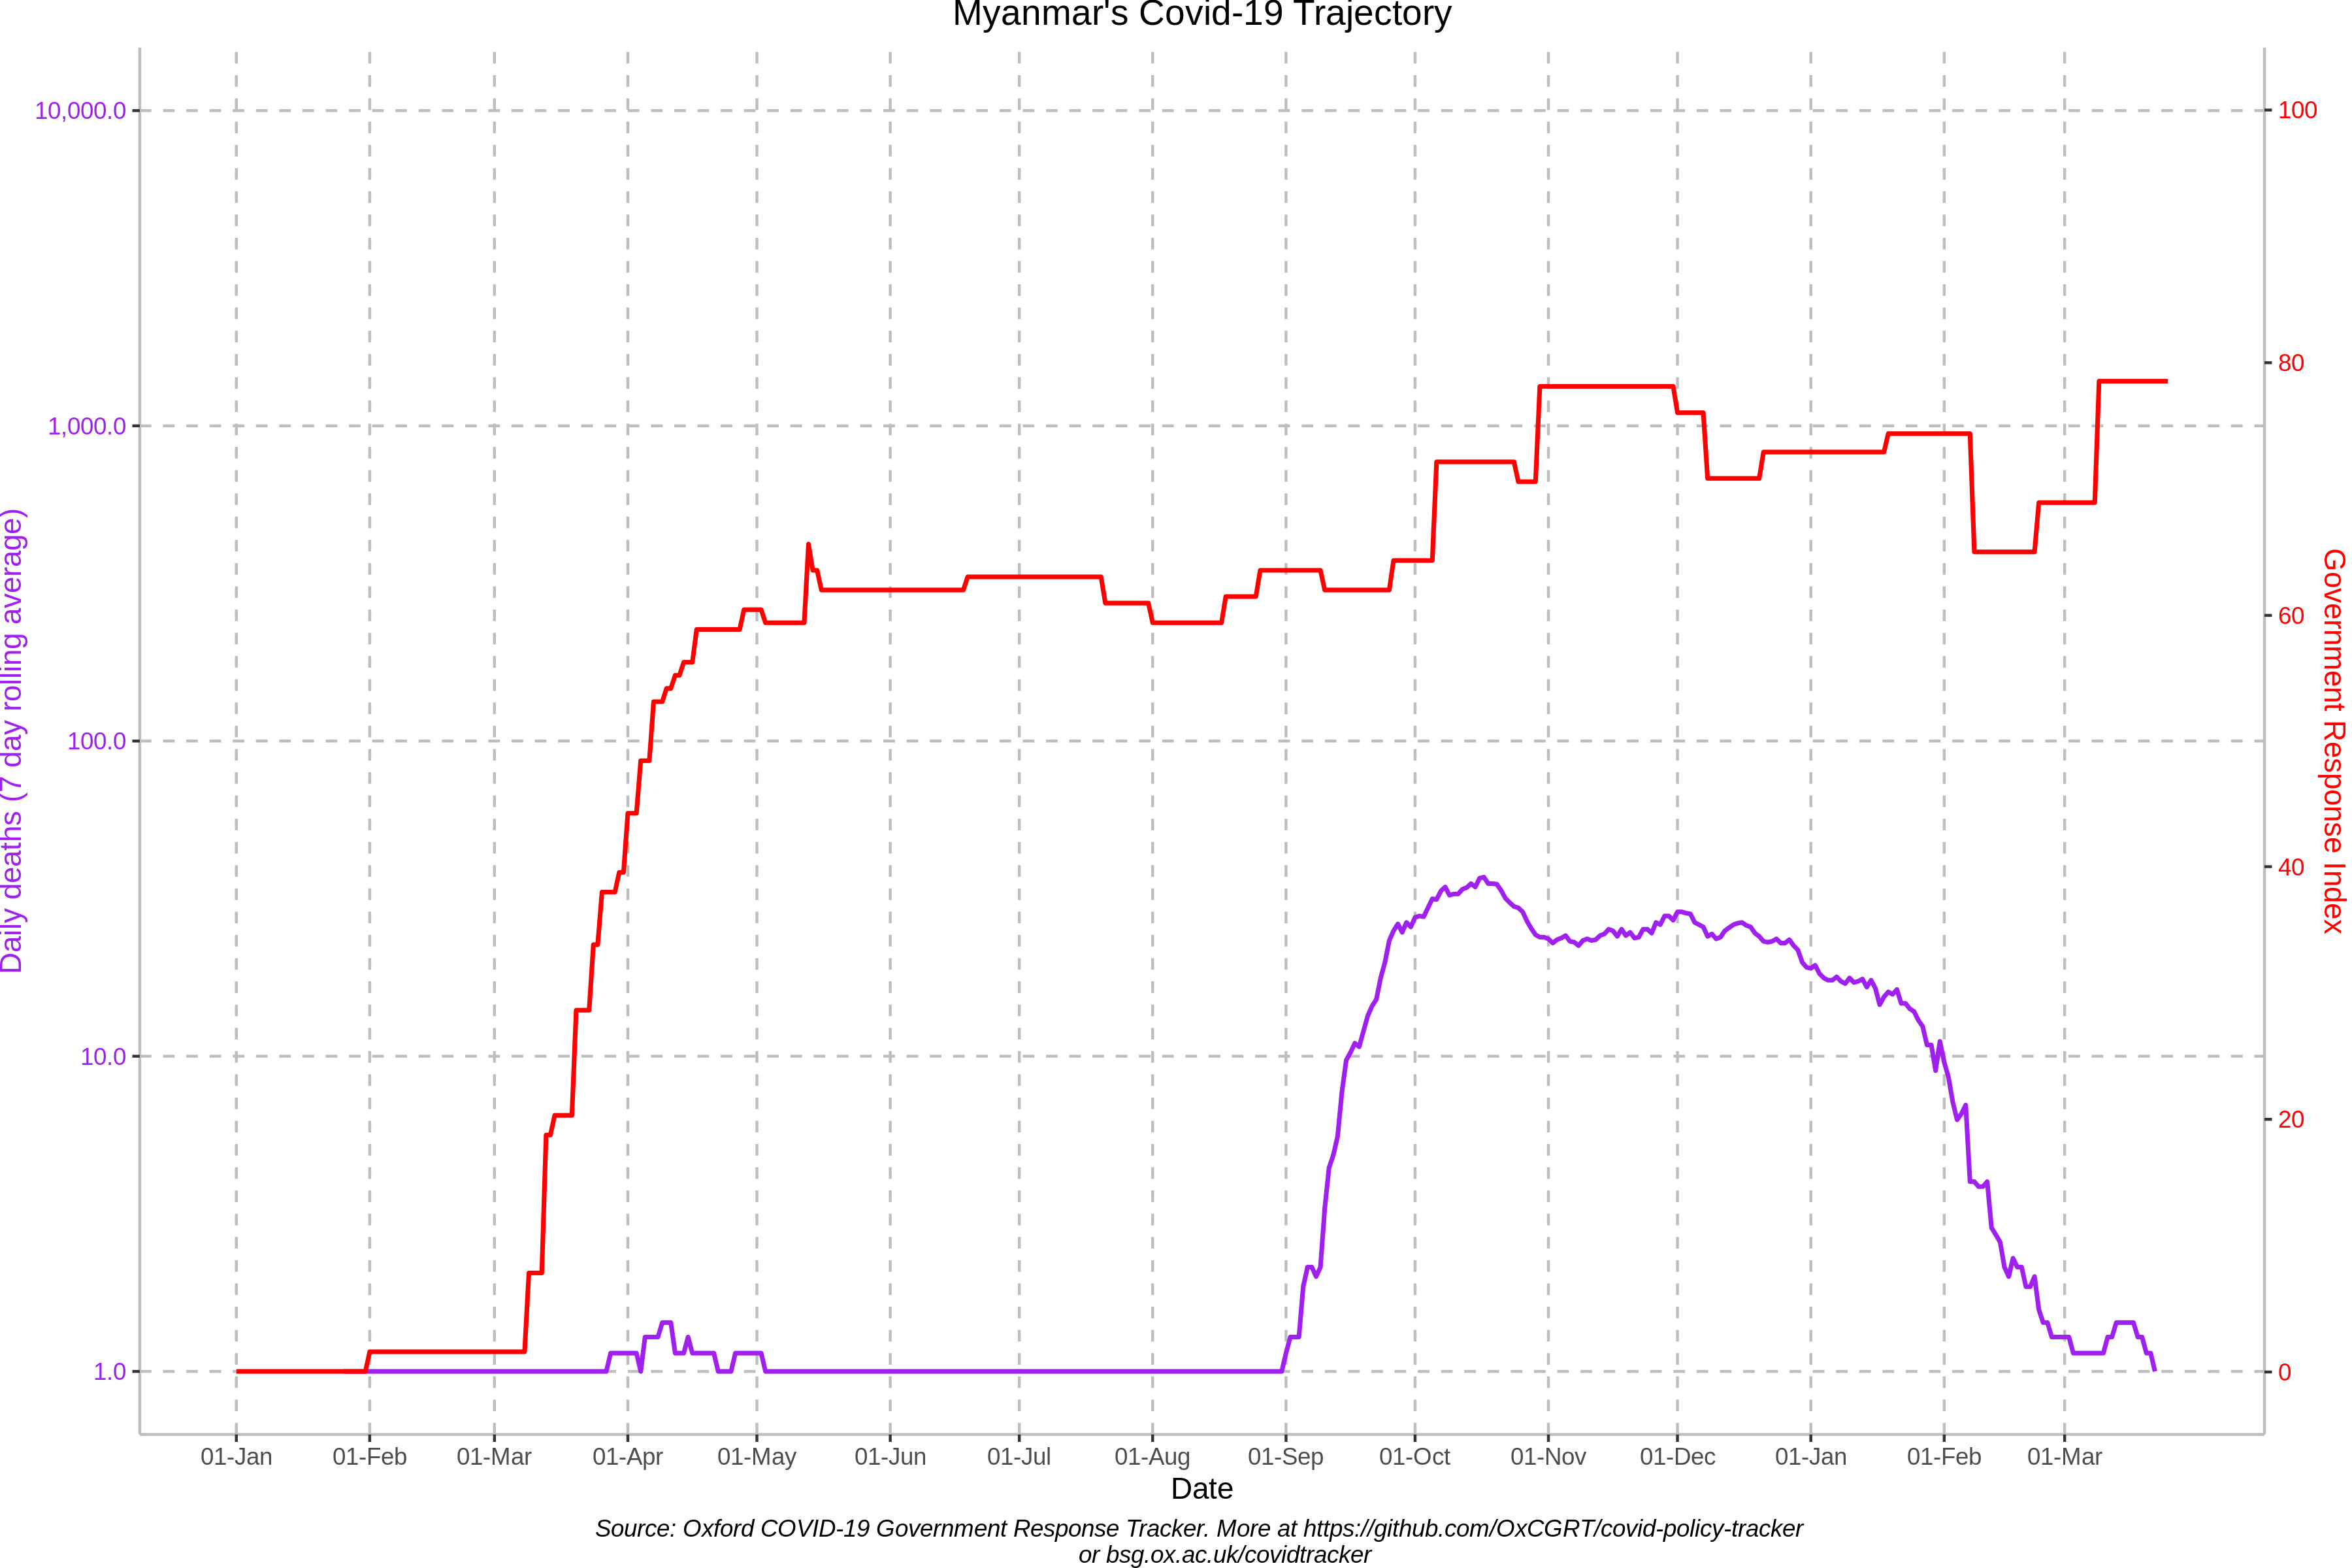 Myanmar's Covid-19 Trajectory
10,000.0
1,000.0
100.0
10.0
1.0
Daily deaths (7 day rolling average)
100
80
60
40
20
0
Government Response Index
01-Jan
01-Feb
01-Mar
01-Apr
01-May
01-Jun
01-Jul
01-Aug
01-Sep
01-Oct
01-Nov
01-Dec
01-Jan
01-Feb
01-Mar
Date
Source: Oxford COVID-19 Government Response Tracker. More at https://github.com/OxCGRT/covid-policy-tracker
or bsg.ox.ac.uk/covidtracker